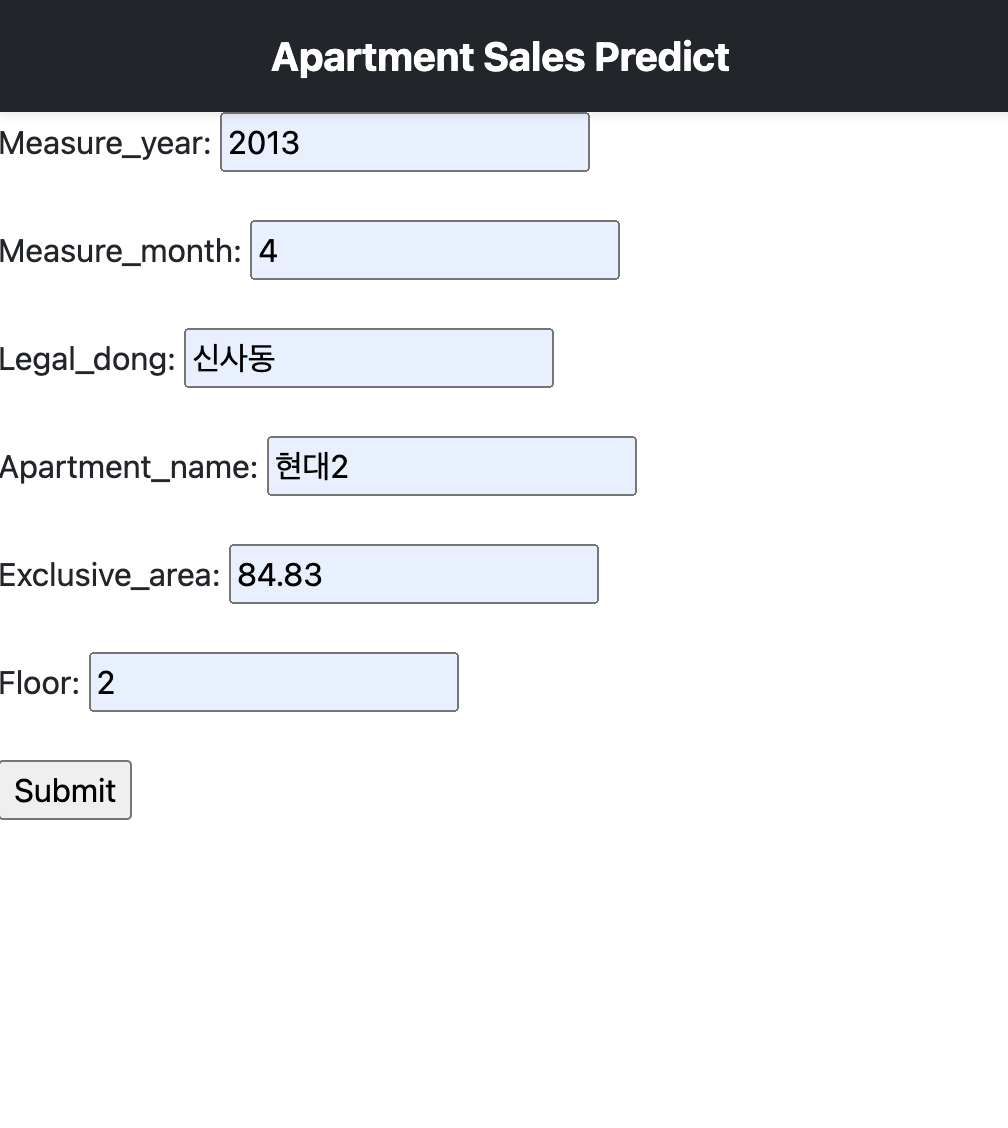 Apartment Sales Predict
Measure_year: 2013
Measure_month: 4
Legal_dong: 신사동
Apartment_name: 현대2
Exclusive_area: 84.83
Floor: 2
Submit